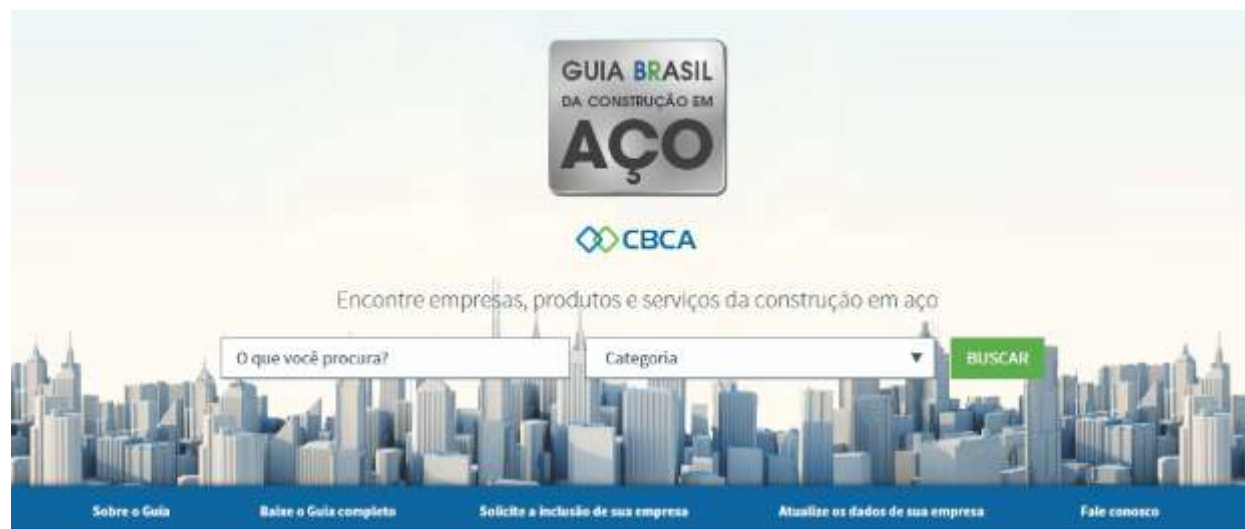 GUIA BRASIL
DA CONSTRUÇÃO EM
AÇO
CBCA
Encontre empresas, produtos e serviços da construção em aço
O que você procura?
Categoria
BUSCAR
Sobre o Guia
Baixe o Guia completo
Solicite a inclusão de sua empresa
Atualize os dados de sua empresa
Fale conosco